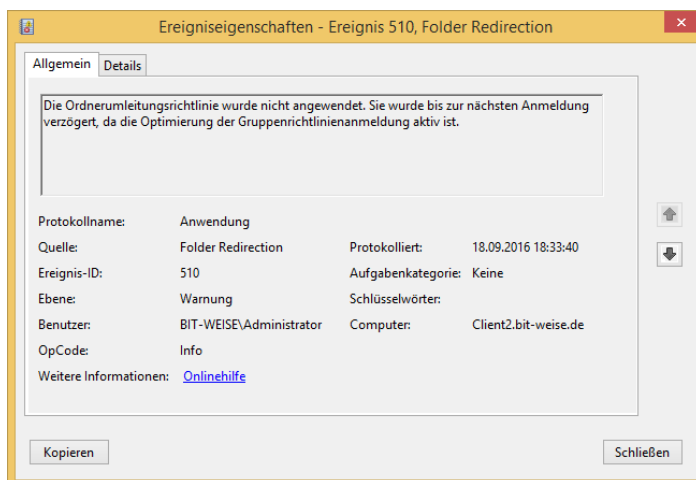 Ereigniseigenschaften - Ereignis 510, Folder Redirection
Allgemein Details
Die Ordnerumleitungsrichtlinie wurde nicht angewendet. Sie wurde bis zur nächsten Anmeldung
verzögert, da die Optimierung der Gruppenrichtlinienanmeldung aktiv ist.
Protokollname: Anwendung
Quelle: Folder Redirection Protokolliert: 18.09.2016 18:33:40
Ereignis-ID: 510 Aufgabenkategorie: Keine
Ebene: Warnung Schlüsselwörter:
Benutzer: BIT-WEISE\Administrator Computer: Client2.bit-weise.de
OpCode: Info
Weitere Informationen: Onlinehilfe
Kopieren Schließen